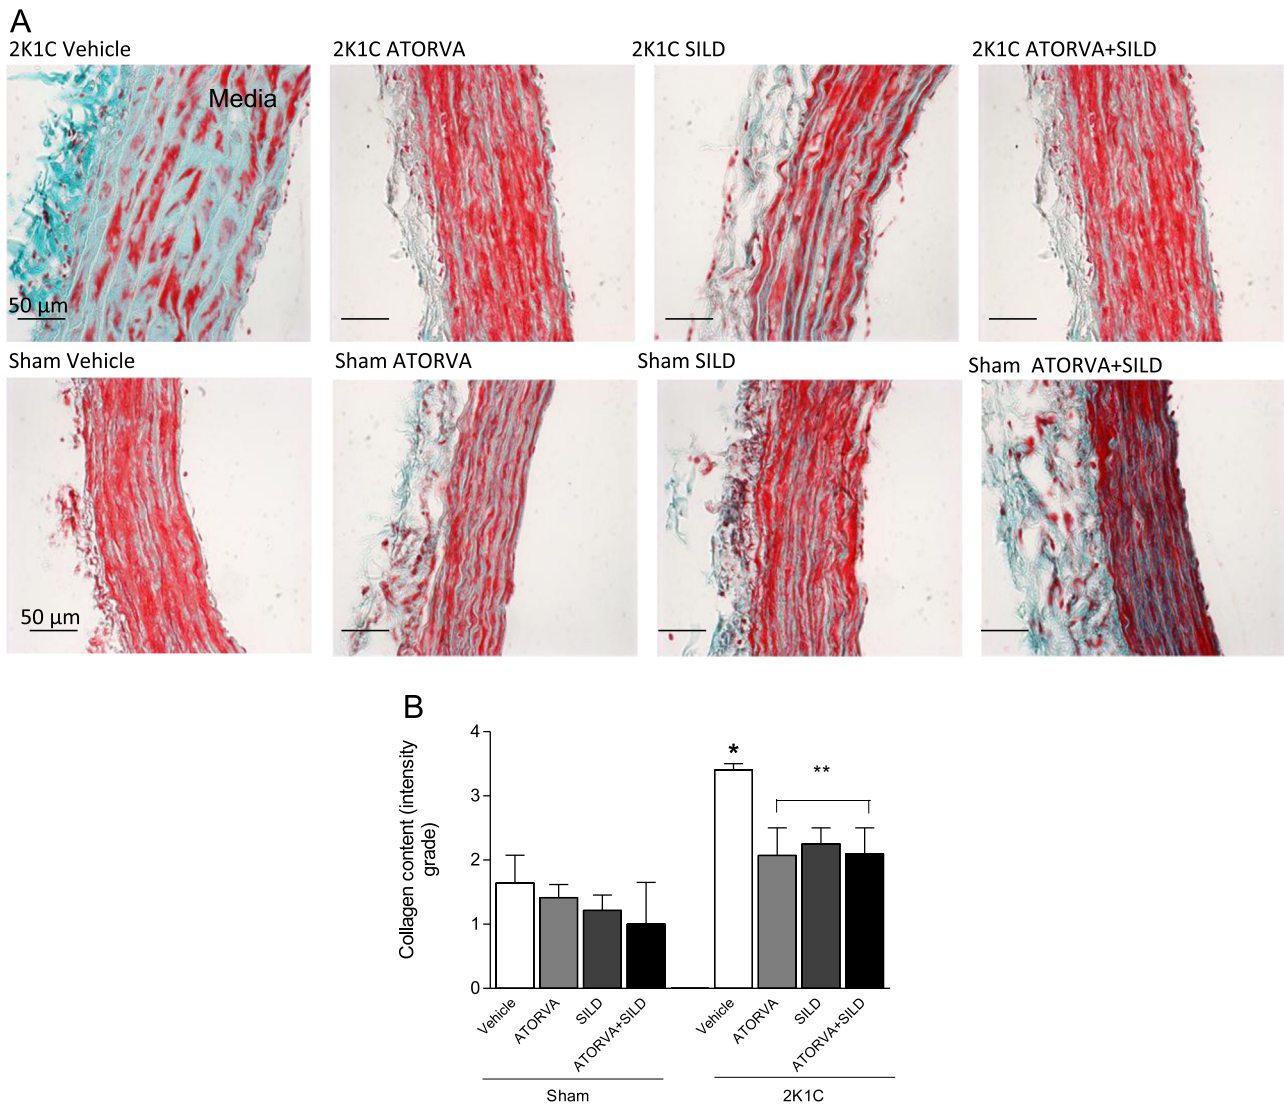 A
2K1C Vehicle
2K1C ATORVA
2K1C SILD
2K1C ATORVA+SILD
Media
50 µm
Sham Vehicle
Sham ATORVA
Sham SILD
Sham ATORVA+SILD
50 µm
B
Collagen content (intensity
grade)
4
3
2
1
0
*
**
Vehicle
ATORVA
SILD
ATORVA+SILD
Vehicle
ATORVA
SILD
ATORVA+SILD
Sham
2K1C